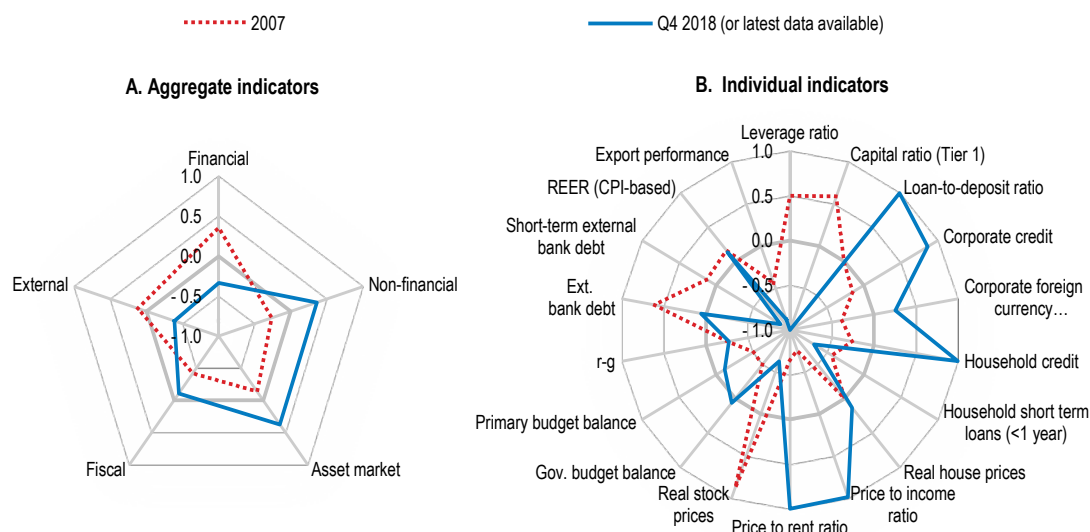 2007
Q4 2018 (or latest data available)
A. Aggregate indicators
Financial
1.0
0.5
0.0
- 0.5
- 1.0
External
Non-financial
Fiscal
Asset market
B. Individual indicators
Leverage ratio
1.0
0.5
0.0
- 0.5
- 1.0
Capital ratio (Tier 1)
Loan-to-deposit ratio
Corporate credit
Corporate foreign
currency…
Household credit
Household short term
loans (<1 year)
Real house prices
Price to income
ratio
Price to rent ratio
Real stock
prices
Gov. budget balance
Primary budget balance
r-g
Ext.
bank debt
Short-term external
bank debt
REER (CPI-based)
Export performance